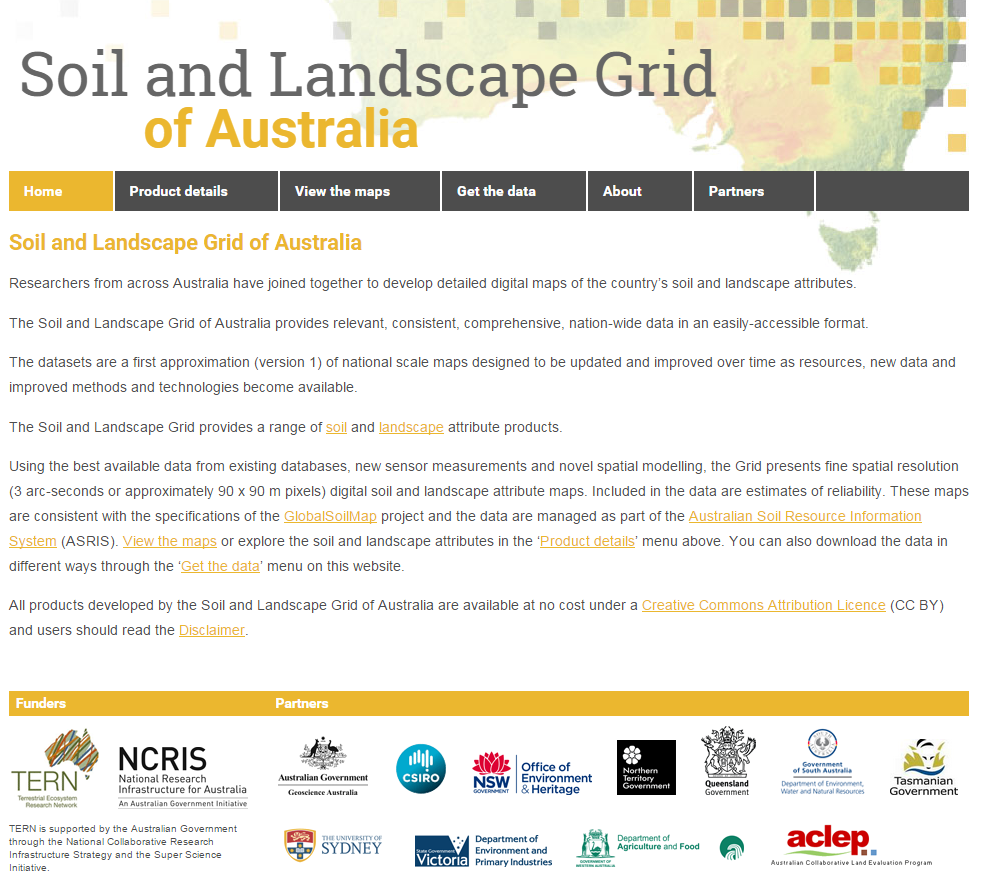 Soil and Landscape Grid
of Australia
Home
Product details
View the maps
Get the data
About
Partners
Soil and Landscape Grid of Australia
Researchers from across Australia have joined together to develop detailed digital maps of the country’s soil and landscape attributes.
The Soil and Landscape Grid of Australia provides relevant, consistent, comprehensive, nation-wide data in an easily-accessible format.
The datasets are a first approximation (version 1) of national scale maps designed to be updated and improved over time as resources, new data and
improved methods and technologies become available.
The Soil and Landscape Grid provides a range of soil and landscape attribute products.
Using the best available data from existing databases, new sensor measurements and novel spatial modelling, the Grid presents fine spatial resolution
(3 arc-seconds or approximately 90 x 90 m pixels) digital soil and landscape attribute maps. Included in the data are estimates of reliability. These maps
are consistent with the specifications of the GlobalSoilMap project and the data are managed as part of the Australian Soil Resource Information
System (ASRIS). View the maps or explore the soil and landscape attributes in the ‘Product details’ menu above. You can also download the data in
different ways through the ‘Get the data’ menu on this website.
All products developed by the Soil and Landscape Grid of Australia are available at no cost under a Creative Commons Attribution Licence (CC BY)
and users should read the Disclaimer.
Funders
Partners
TERN
Terrestrial Ecosystem
Research Network
NCRIS
National Research
Infrastructure for Australia
An Australian Government Initiative
Australian Government
Geoscience Australia
CSIRO
NSW
GOVERNMENT
Office of
Environment
& Heritage
Northern
Territory
Government
Queensland
Government
Government
of South Australia
Department of Environment,
Water and Natural Resources
Tasmanian
Government
TERN is supported by the Australian Government
through the National Collaborative Research
Infrastructure Strategy and the Super Science
Initiative.
THE UNIVERSITY OF
SYDNEY
State Government
Victoria
Department of
Environment and
Primary Industries
GOVERNMENT OF
WESTERN AUSTRALIA
Department of
Agriculture and Food
aclep
Australian Collaborative Land Evaluation Program